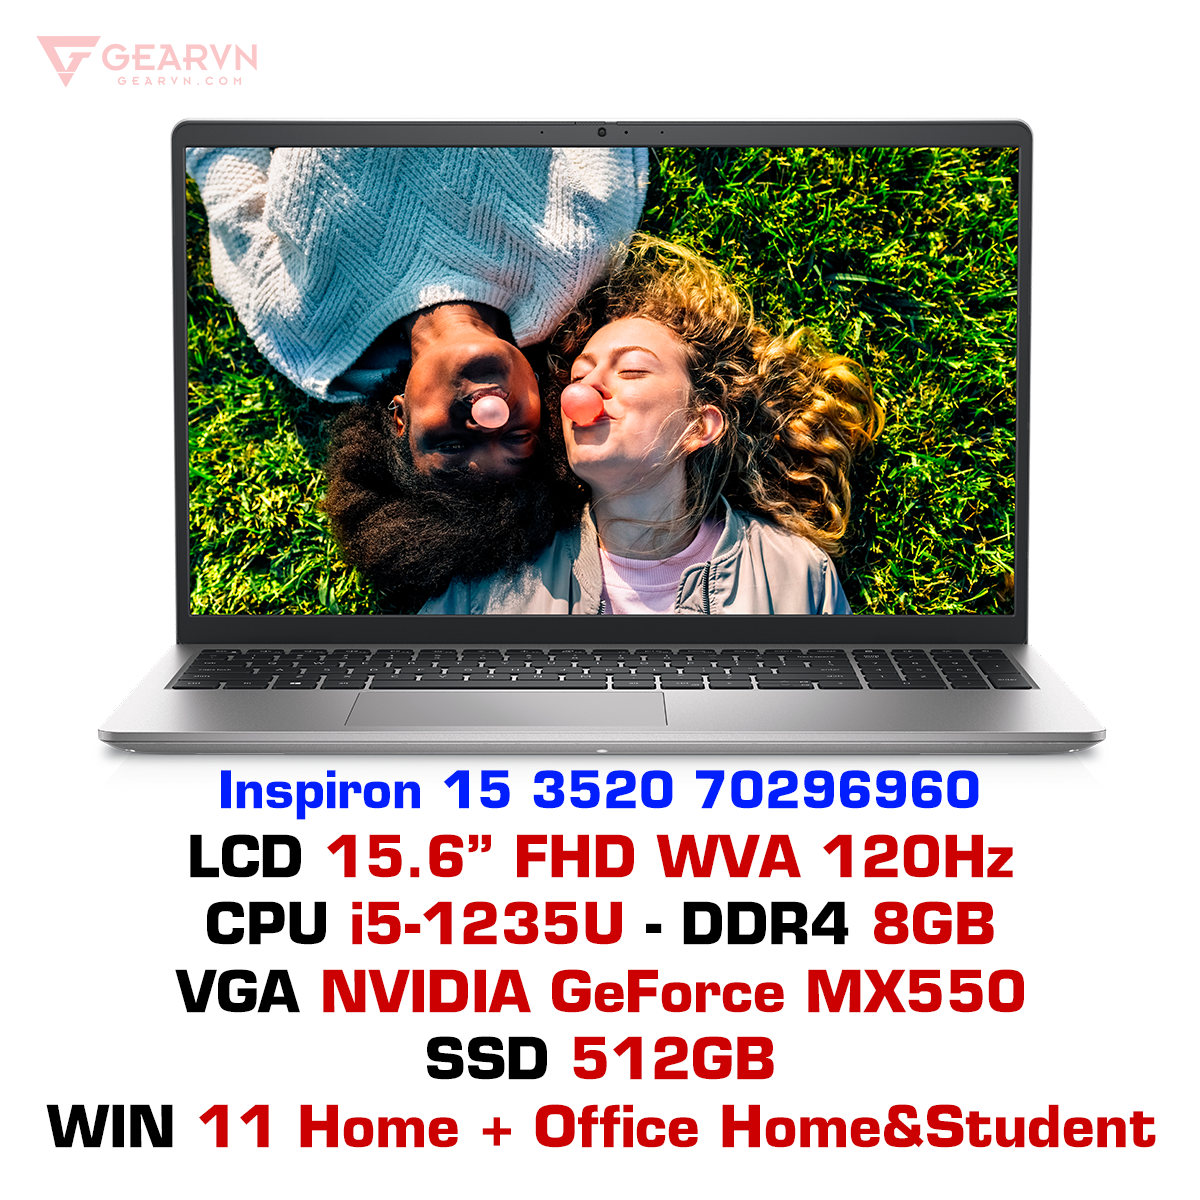 GEARVN
GEARVN.COM
Inspiron 15 3520 70296960
LCD 15.6” FHD WVA 120Hz
CPU i5-1235U - DDR4 8GB
VGA NVIDIA GeForce MX550
SSD 512GB
WIN 11 Home + Office Home&Student